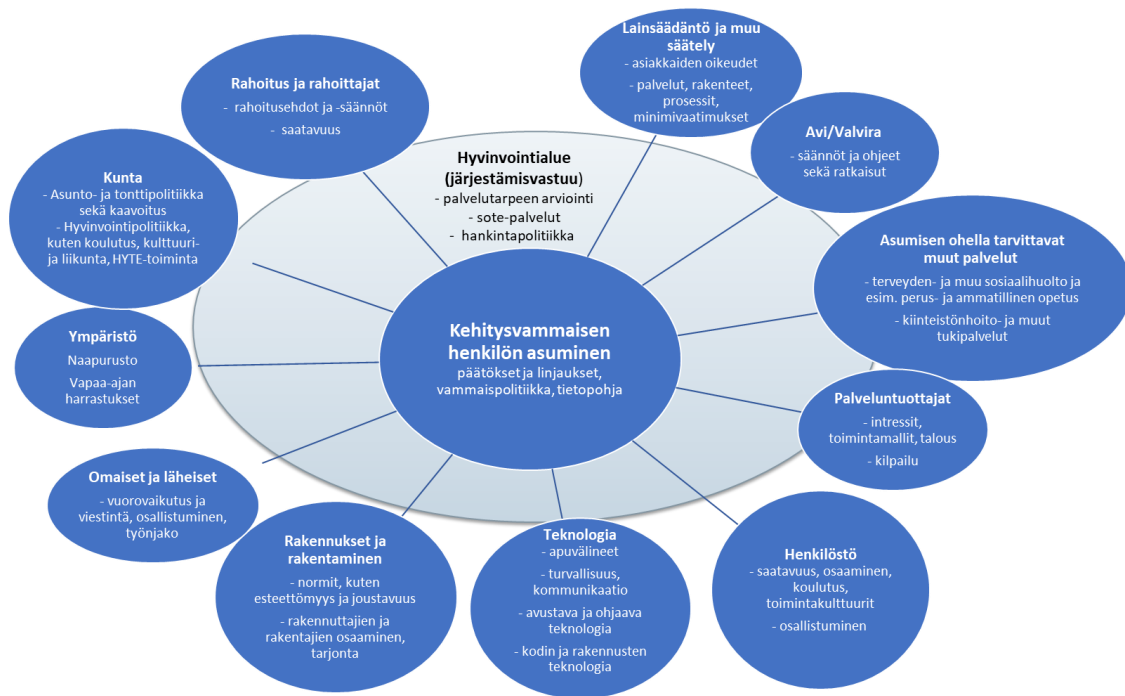 Lainsäädäntö ja muu
säätely
- asiakkaiden oikeudet
- palvelut, rakenteet,
prosessit,
minimivaatimukset
Rahoitus ja rahoittajat
- rahoitusehdot ja -säännöt
- saatavuus
Avi/Valvira
- säännöt ja ohjeet
sekä ratkaisut
Hyvinvointialue
(järjestämisvastuu)
- palvelutarpeen arviointi
- sote-palvelut
- hankintapolitiikka
Kunta
- Asunto- ja tonttipolitiikka
sekä kaavoitus
- Hyvinvointipolitiikka,
kuten koulutus, kulttuuri-
ja liikunta, HYTE-toiminta
Asumisen ohella tarvittavat
muut palvelut
- terveyden- ja muu sosiaalihuolto ja
esim. perus- ja ammatillinen opetus
- kiinteistönhoito- ja muut
tukipalvelut
Kehitysvammaisen
henkilön asuminen
päätökset ja linjaukset,
vammaispolitiikka, tietopohja
Ympäristö
Naapurusto
Vapaa-ajan
harrastukset
Palveluntuottajat
- intressit,
toimintamallit, talous
- kilpailu
Omaiset ja läheiset
- vuorovaikutus ja
viestintä, osallistuminen,
työnjako
Rakennukset ja
rakentaminen
- normit, kuten
esteettömyys ja joustavuus
- rakennuttajien ja
rakentajien osaaminen,
tarjonta
Teknologia
- apuvälineet
- turvallisuus,
kommunikaatio
- avustava ja ohjaava
teknologia
- kodin ja rakennusten
teknologia
Henkilöstö
- saatavuus, osaaminen,
koulutus,
toimintakulttuurit
- osallistuminen